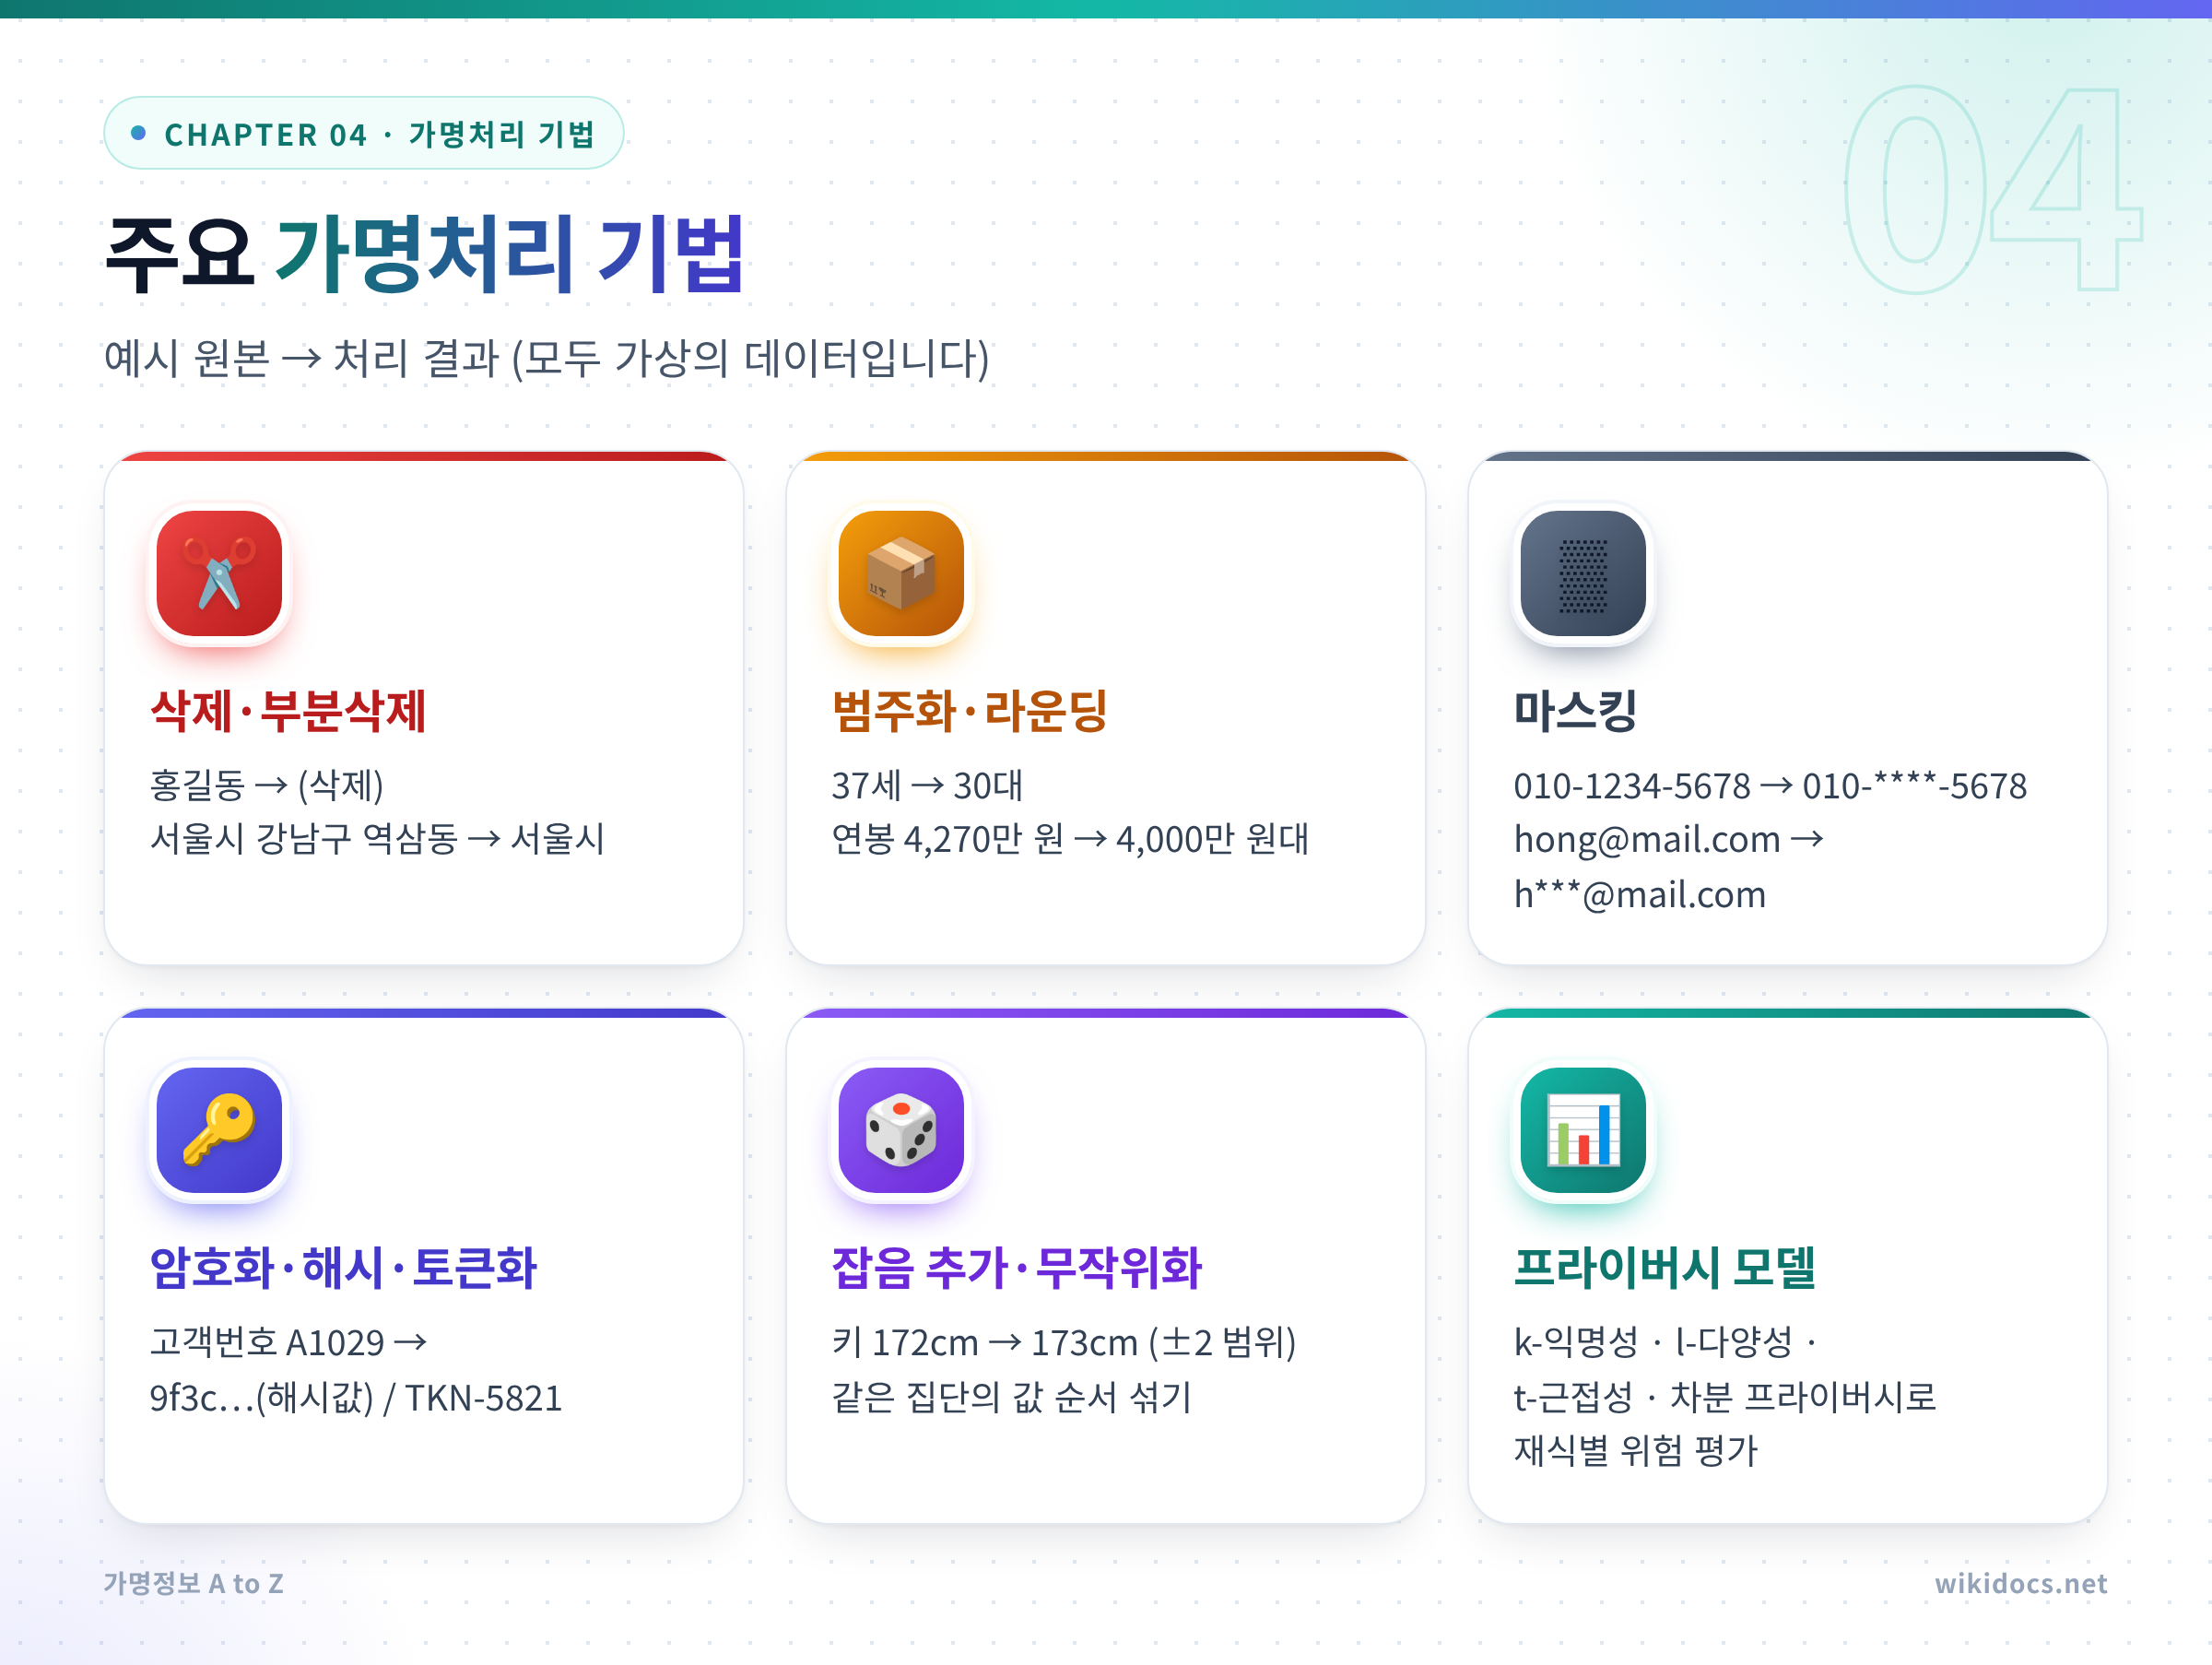 CHAPTER 04 · 가명처리 기법
04
주요 가명처리 기법
예시 원본 → 처리 결과 (모두 가상의 데이터입니다)
삭제·부분삭제
홍길동 → (삭제)
서울시 강남구 역삼동 → 서울시
범주화·라운딩
37세 → 30대
연봉 4,270만 원 → 4,000만 원대
마스킹
010-1234-5678 → 010-****-5678
hong@mail.com →
h***@mail.com
암호화·해시·토큰화
고객번호 A1029 →
9f3c…(해시값) / TKN-5821
잡음 추가·무작위화
키 172cm → 173cm (±2 범위)
같은 집단의 값 순서 섞기
프라이버시 모델
k-익명성 · l-다양성 ·
t-근접성 · 차분 프라이버시로
재식별 위험 평가
가명정보 A to Z
wikidocs.net